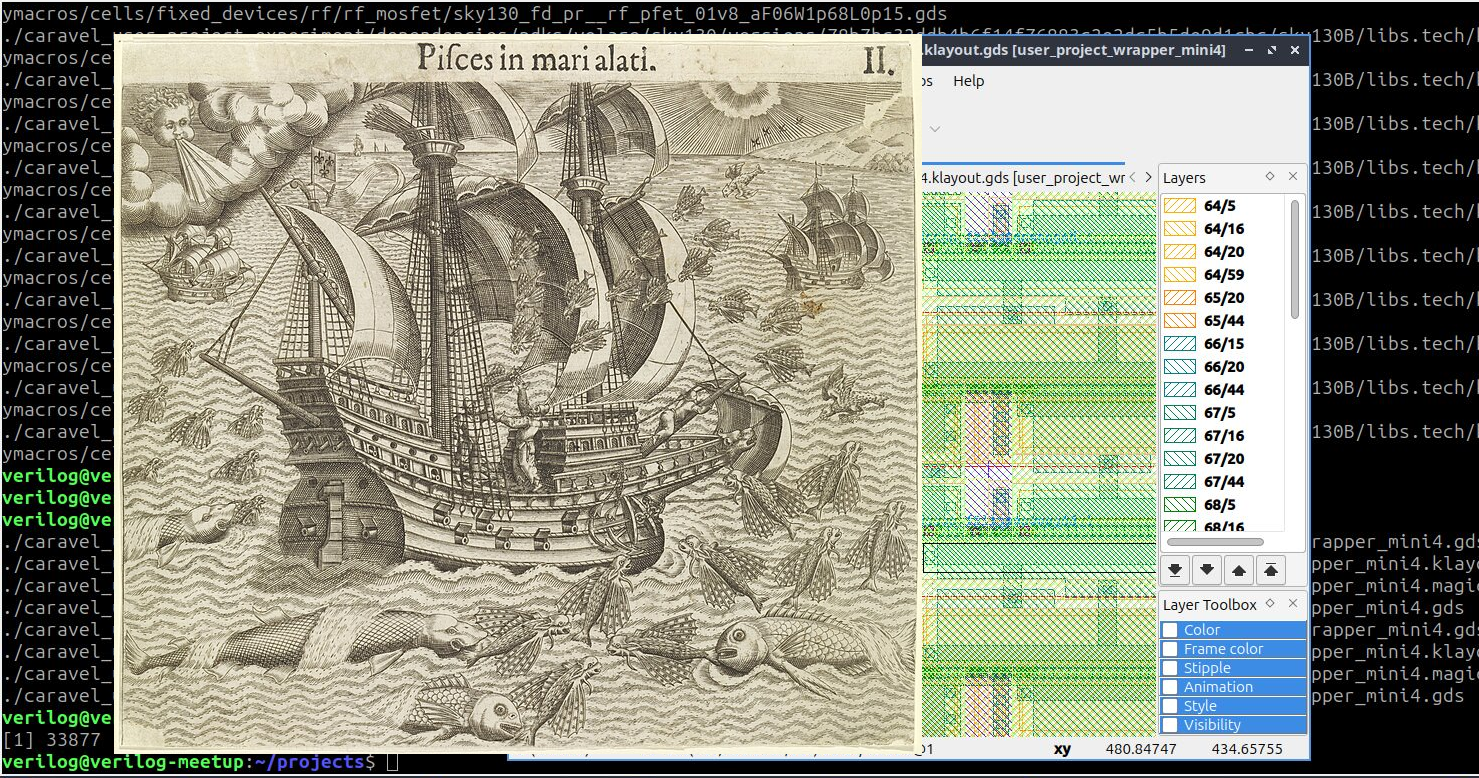 ymacros/cells/fixed_devices/rf/rf_mosfet/sky130_fd_pr__rf_pfet_01v8_aF06W1p68L0p15.gds
./caravel_
ymacros/ce
./caravel_
ymacros/ce
./caravel_
ymacros/ce
./caravel_
ymacros/ce
./caravel_
ymacros/ce
./caravel_
ymacros/ce
./caravel_
ymacros/ce
./caravel_
ymacros/ce
./caravel_
ymacros/ce
./caravel_
ymacros/ce
verilog@ve
verilog@ve
verilog@ve
./caravel_
./caravel_
./caravel_
./caravel_
./caravel_
./caravel_
./caravel_
./caravel_
verilog@ve
[1] 33877
verilog@verilog-meetup:~/projects$
Piſces in mari alati. II.
.klayout.gds [user_project_wrapper_mini4]
os Help
4.klayout.gds [user_project_wr
Layers
64/5
64/16
64/20
64/59
65/20
65/44
66/15
66/20
66/44
67/5
67/16
67/20
67/44
68/5
68/16
Layer Toolbox
Color
Frame color
Stipple
Animation
Style
Visibility
xy 480.84747 434.65755
130B/libs.tech/
130B/libs.tech/
130B/libs.tech/
130B/libs.tech/
130B/libs.tech/
130B/libs.tech/
130B/libs.tech/
130B/libs.tech/
130B/libs.tech/
130B/libs.tech/
rapper_mini4.gds
pper_mini4.klayo
pper_mini4.magic
pper_mini4.gds
rapper_mini4.gds
pper_mini4.klayo
pper_mini4.magic
pper_mini4.gds